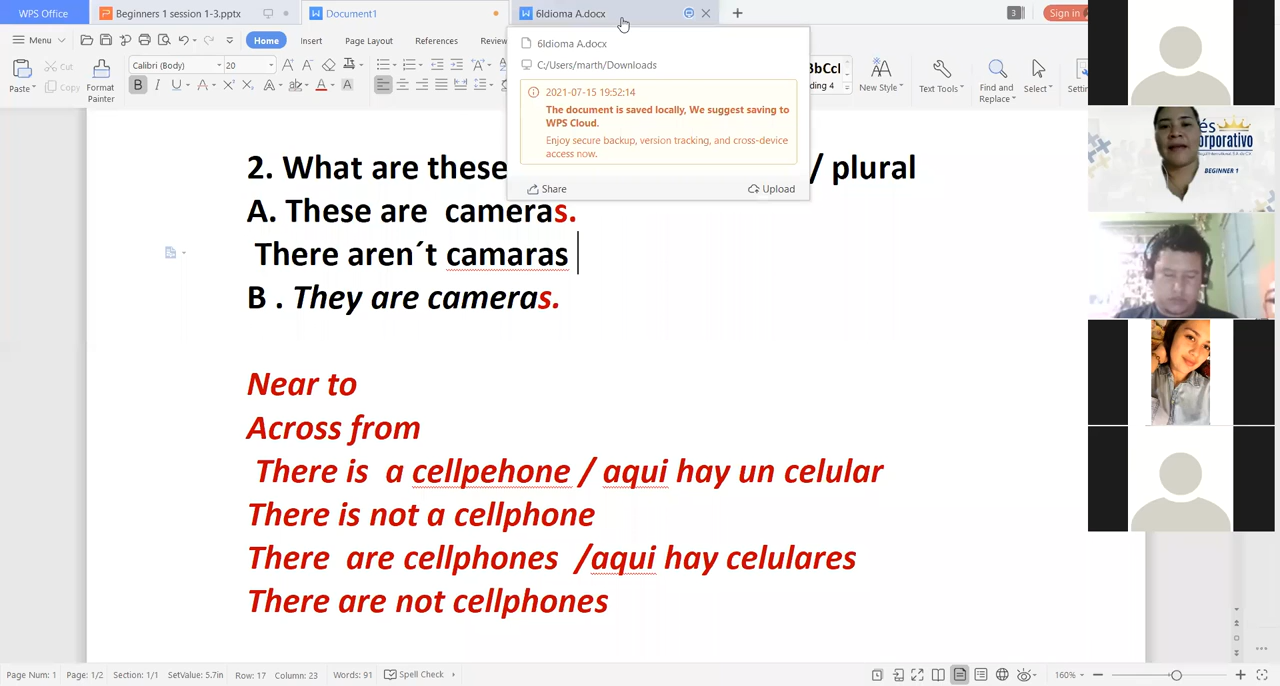 WPS Office
Beginners 1 session 1-3.pptx
Document1
6Idioma A.docx
3
Sign in
Menu
Home
Insert
Page Layout
References
Review
6Idioma A.docx
C:/Users/marth/Downloads
2021-07-15 19:52:14
The document is saved locally, We suggest saving to
WPS Cloud.
Enjoy secure backup, version tracking, and cross-device
access now.
Share
Upload
Paste
Cut
Copy
Format
Painter
Calibri (Body)
20
BbCcl
New Style
Text Tools
Find and
Replace
Select
2. What are these / plural
A. These are cameras.
There aren´t camaras
B . They are cameras.
Near to
Across from
There is a cellpehone / aqui hay un celular
There is not a cellphone
There are cellphones /aqui hay celulares
There are not cellphones
BEGINNER 1
Page Num: 1
Page: 1/2
Section: 1/1
SetValue: 5.7in
Row: 17
Column: 23
Words: 91
Spell Check
160%